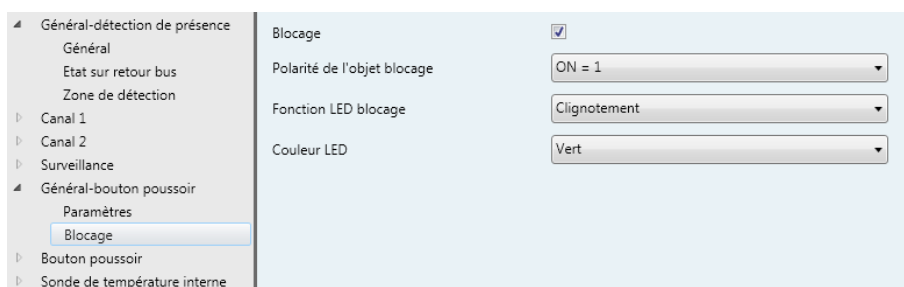 Général-détection de présence
Général
Etat sur retour bus
Zone de détection
Canal 1
Canal 2
Surveillance
Général-bouton poussoir
Paramètres
Blocage
Bouton poussoir
Sonde de température interne
Blocage
Polarité de l'objet blocage ON = 1
Fonction LED blocage Clignotement
Couleur LED Vert